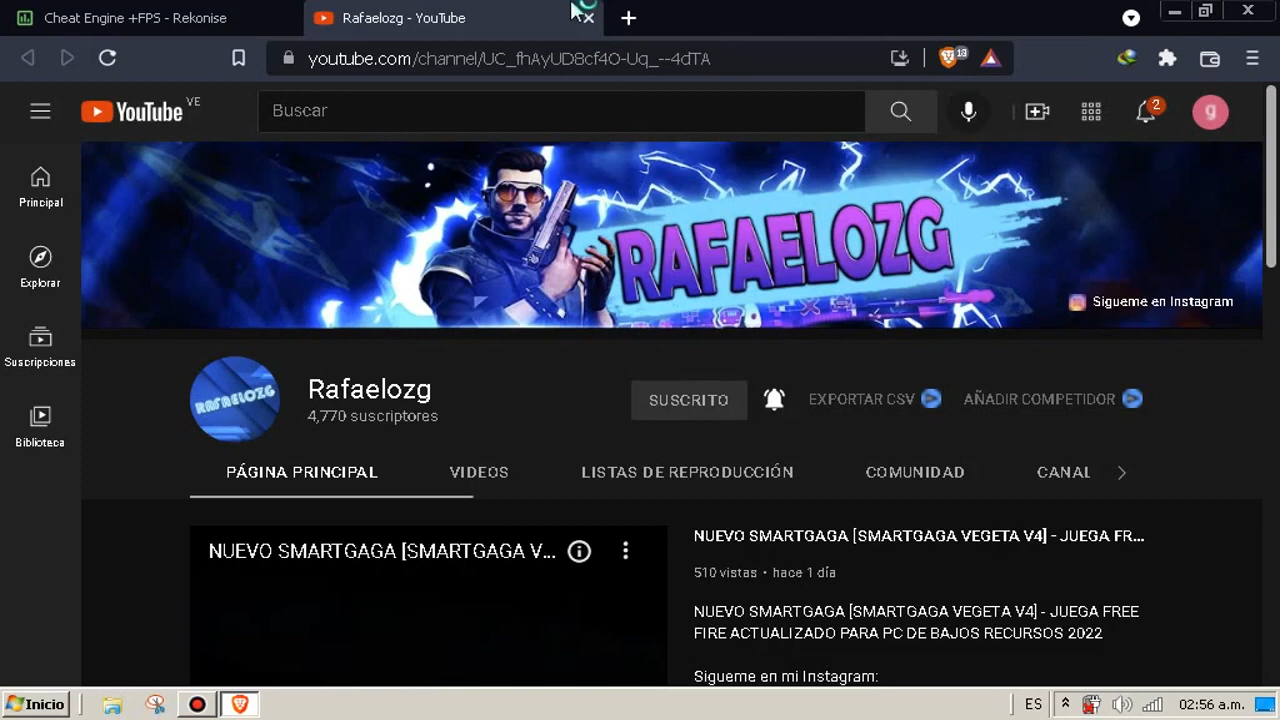 Cheat Engine +FPS - Rekonise
Rafaelozg - YouTube
youtube.com/channel/UC_fhAyUD8cf4O-Uq_--4dTA
18
YouTube VE
Buscar
2
g
Principal
Explorar
Suscripciones
Biblioteca
RAFAELOZG
Sigueme en Instagram
RAFAELOZG
Rafaelozg
4,770 suscriptores
SUSCRITO
EXPORTAR CSV
AÑADIR COMPETIDOR
PÁGINA PRINCIPAL
VIDEOS
LISTAS DE REPRODUCCIÓN
COMUNIDAD
CANAL
NUEVO SMARTGAGA [SMARTGAGA V...
NUEVO SMARTGAGA [SMARTGAGA VEGETA V4] - JUEGA FR...
510 vistas • hace 1 día
NUEVO SMARTGAGA [SMARTGAGA VEGETA V4] - JUEGA FREE
FIRE ACTUALIZADO PARA PC DE BAJOS RECURSOS 2022
Sigueme en mi Instagram:
Inicio
ES
02:56 a.m.